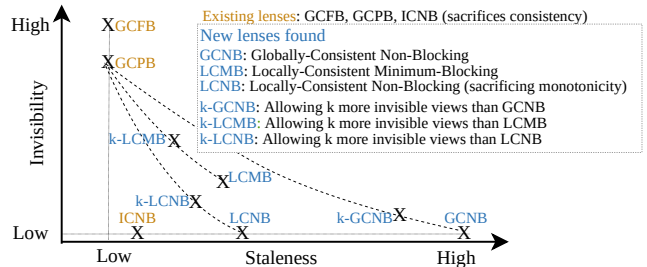 Existing lenses: GCFB, GCPB, ICNB (sacrifices consistency)
New lenses found
GCNB: Globally-Consistent Non-Blocking
LCMB: Locally-Consistent Minimum-Blocking
LCNB: Locally-Consistent Non-Blocking (sacrificing monotonicity)
k-GCNB: Allowing k more invisible views than GCNB
k-LCMB: Allowing k more invisible views than LCMB
k-LCNB: Allowing k more invisible views than LCNB
High
X GCFB
X GCPB
Invisibility
k-LCMB X
X LCMB
k-LCNB X
ICNB
X
LCNB
X
k-GCNB X
GCNB
X
Low
Low
Staleness
High